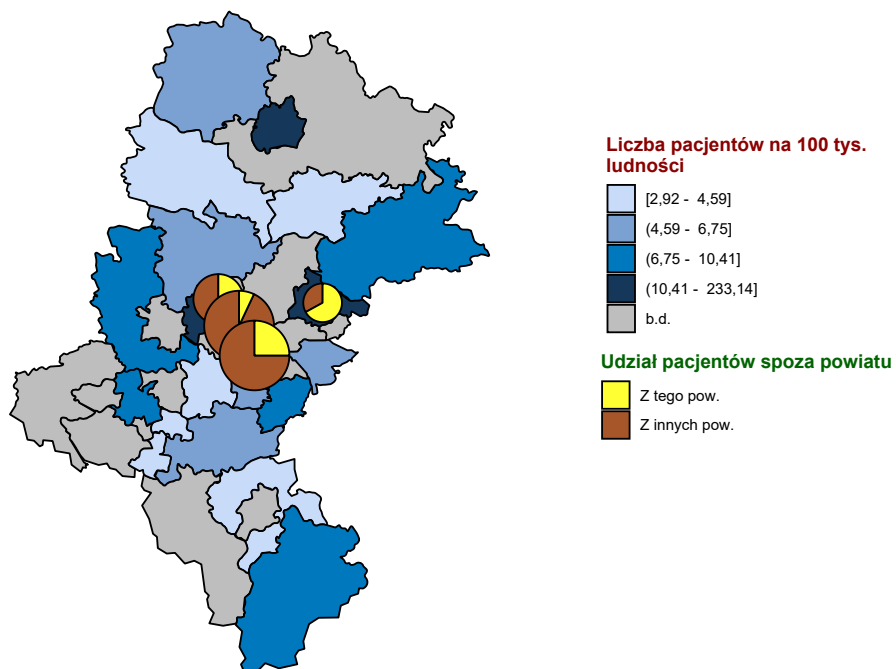 Liczba pacjentów na 100 tys.
ludności
[2,92 - 4,59]
(4,59 - 6,75]
(6,75 - 10,41]
(10,41 - 233,14]
b.d.
Udział pacjentów spoza powiatu
Z tego pow.
Z innych pow.